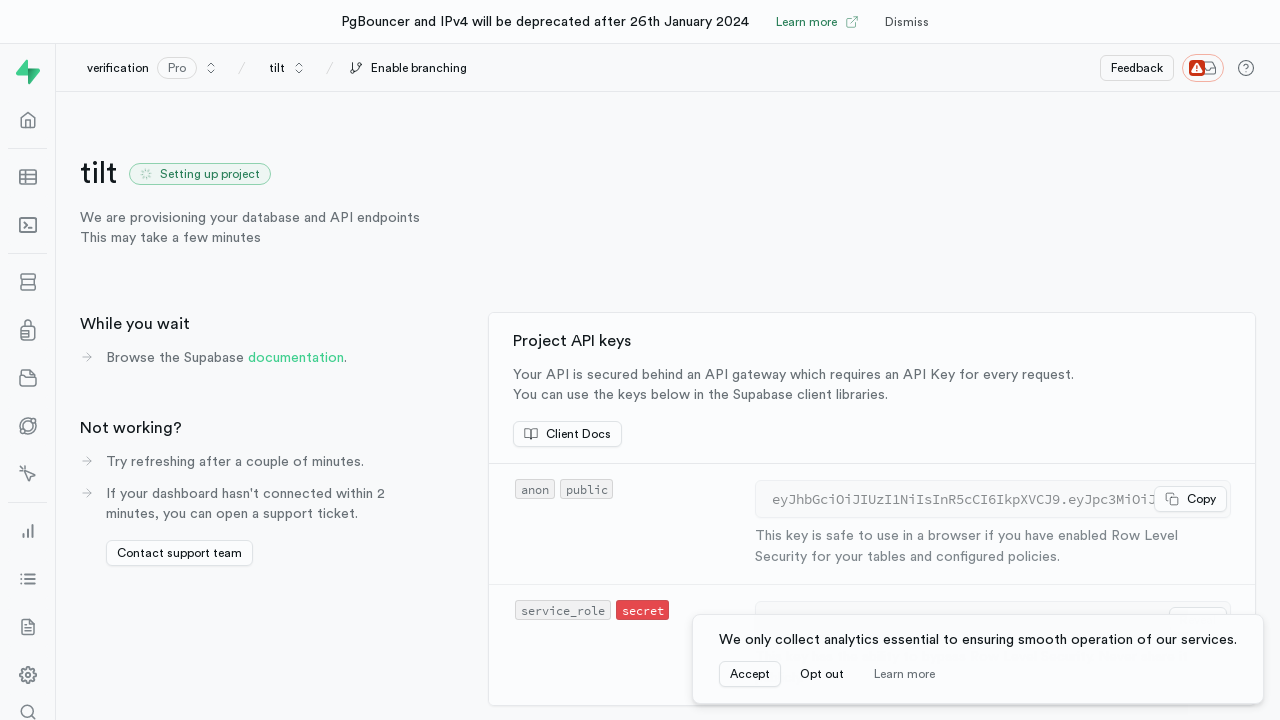 PgBouncer and IPv4 will be deprecated after 26th January 2024 Learn more Dismiss
verification Pro / tilt / Enable branching Feedback
tilt Setting up project
We are provisioning your database and API endpoints
This may take a few minutes
While you wait
Browse the Supabase documentation.
Not working?
Try refreshing after a couple of minutes.
If your dashboard hasn't connected within 2
minutes, you can open a support ticket.
Contact support team
Project API keys
Your API is secured behind an API gateway which requires an API Key for every request.
You can use the keys below in the Supabase client libraries.
Client Docs
anon public
eyJhbGciOiJIUzI1NiIsInR5cCI6IkpXVCJ9.eyJpc3MiOiJ Copy
This key is safe to use in a browser if you have enabled Row Level
Security for your tables and configured policies.
service_role secret
We only collect analytics essential to ensuring smooth operation of our services.
Accept Opt out Learn more